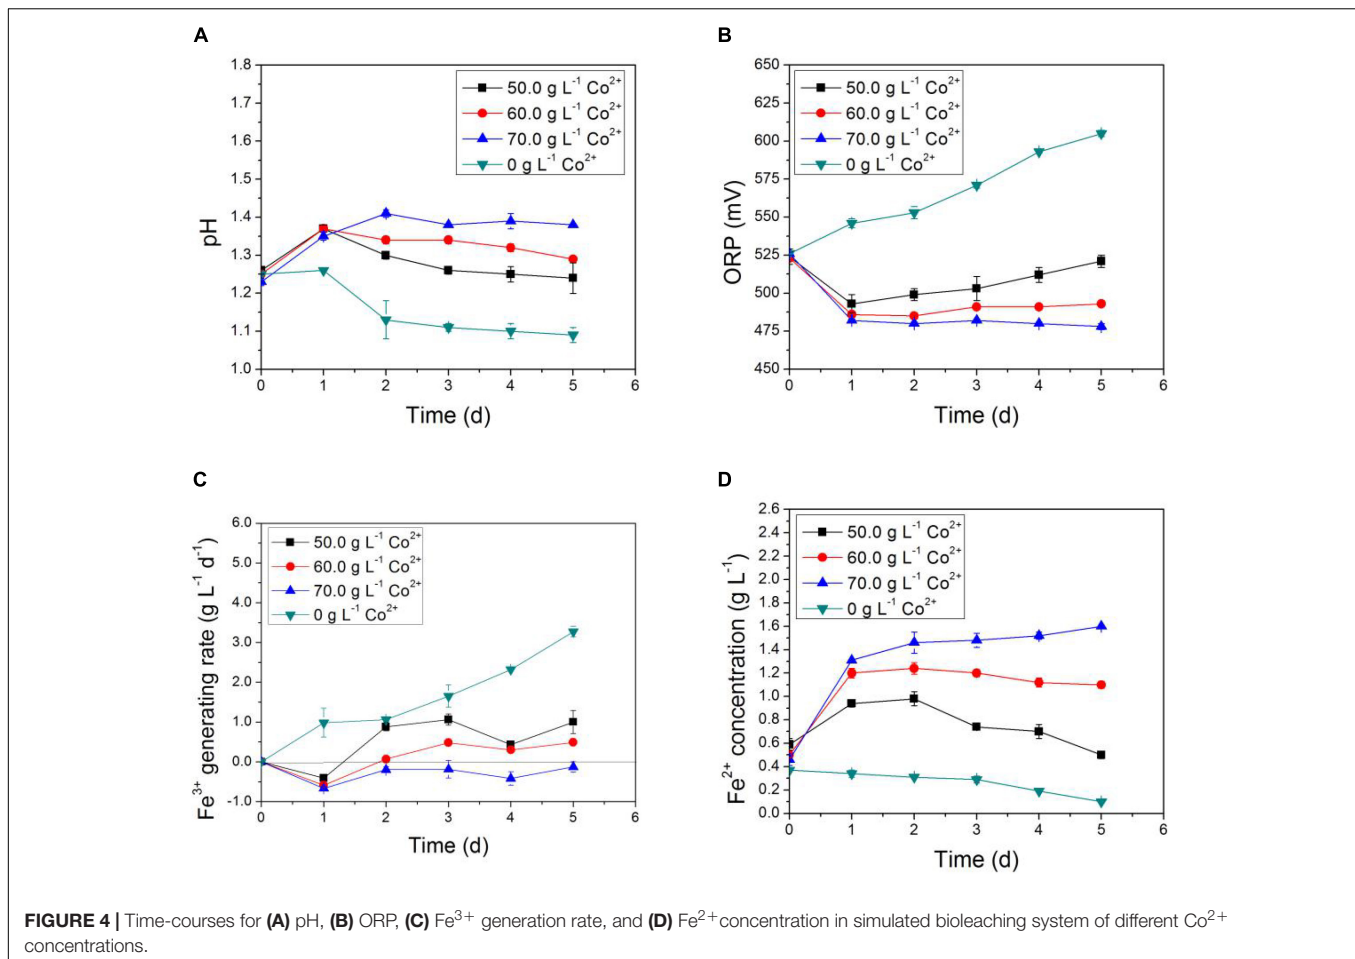 A
1.8
1.7
1.6
1.5
1.4
1.3
1.2
1.1
1.0
pH
50.0 g L⁻¹ Co²⁺
60.0 g L⁻¹ Co²⁺
70.0 g L⁻¹ Co²⁺
0 g L⁻¹ Co²⁺
0 1 2 3 4 5 6
Time (d)
B
650
625
600
575
550
525
500
475
450
ORP (mV)
50.0 g L⁻¹ Co²⁺
60.0 g L⁻¹ Co²⁺
70.0 g L⁻¹ Co²⁺
0 g L⁻¹ Co²⁺
0 1 2 3 4 5 6
Time (d)
C
6.0
5.0
4.0
3.0
2.0
1.0
0.0
-1.0
Fe³⁺ generating rate (g L⁻¹ d⁻¹)
50.0 g L⁻¹ Co²⁺
60.0 g L⁻¹ Co²⁺
70.0 g L⁻¹ Co²⁺
0 g L⁻¹ Co²⁺
0 1 2 3 4 5 6
Time (d)
D
2.6
2.4
2.2
2.0
1.8
1.6
1.4
1.2
1.0
0.8
0.6
0.4
0.2
0.0
Fe²⁺ concentration (g L⁻¹)
50.0 g L⁻¹ Co²⁺
60.0 g L⁻¹ Co²⁺
70.0 g L⁻¹ Co²⁺
0 g L⁻¹ Co²⁺
0 1 2 3 4 5 6
Time (d)
FIGURE 4 | Time-courses for (A) pH, (B) ORP, (C) Fe³⁺ generation rate, and (D) Fe²⁺concentration in simulated bioleaching system of different Co²⁺
concentrations.